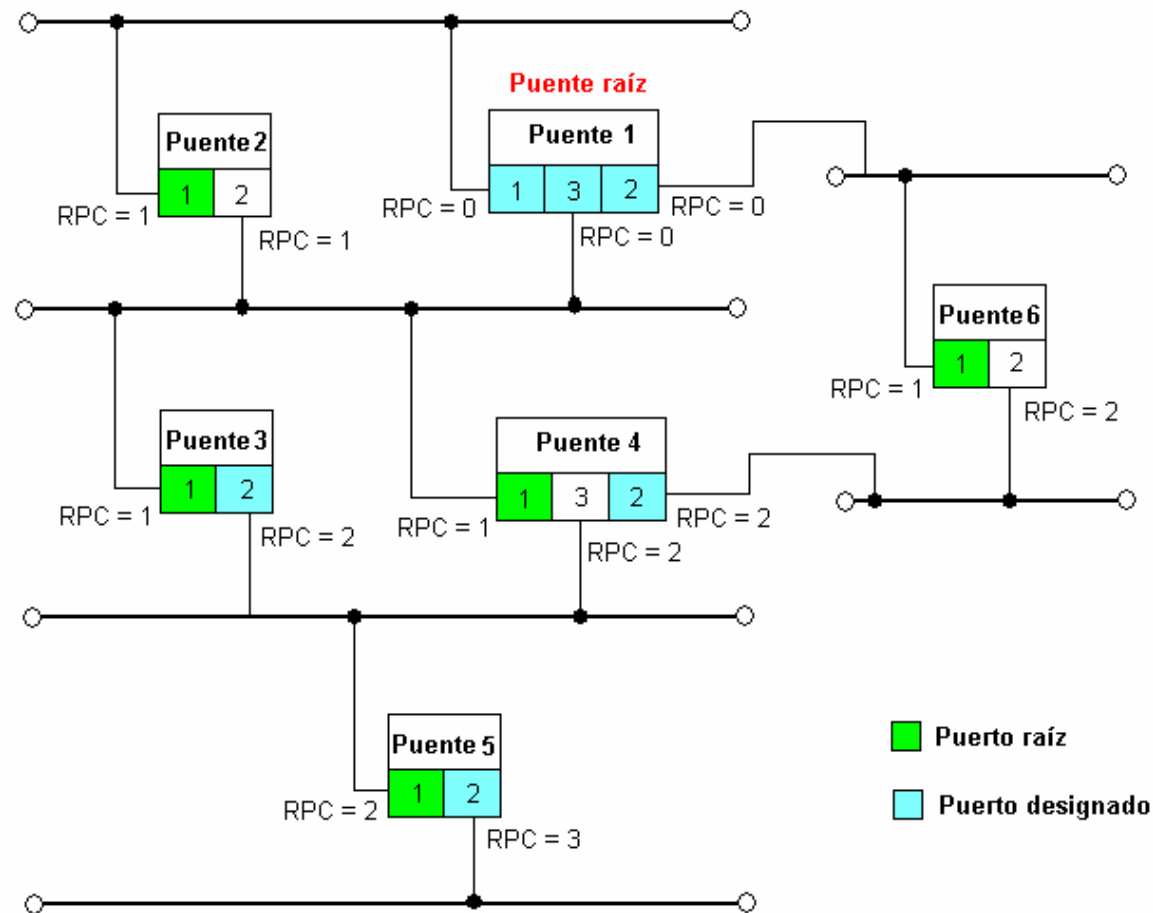 Puente raíz
Puente 2
1 2
RPC = 1
RPC = 1
Puente 1
1 3 2
RPC = 0
RPC = 0
RPC = 0
Puente 6
1 2
RPC = 1
RPC = 2
Puente 3
1 2
RPC = 1
RPC = 2
Puente 4
1 3 2
RPC = 1
RPC = 2
RPC = 2
Puente 5
1 2
RPC = 2
RPC = 3
Puerto raíz
Puerto designado